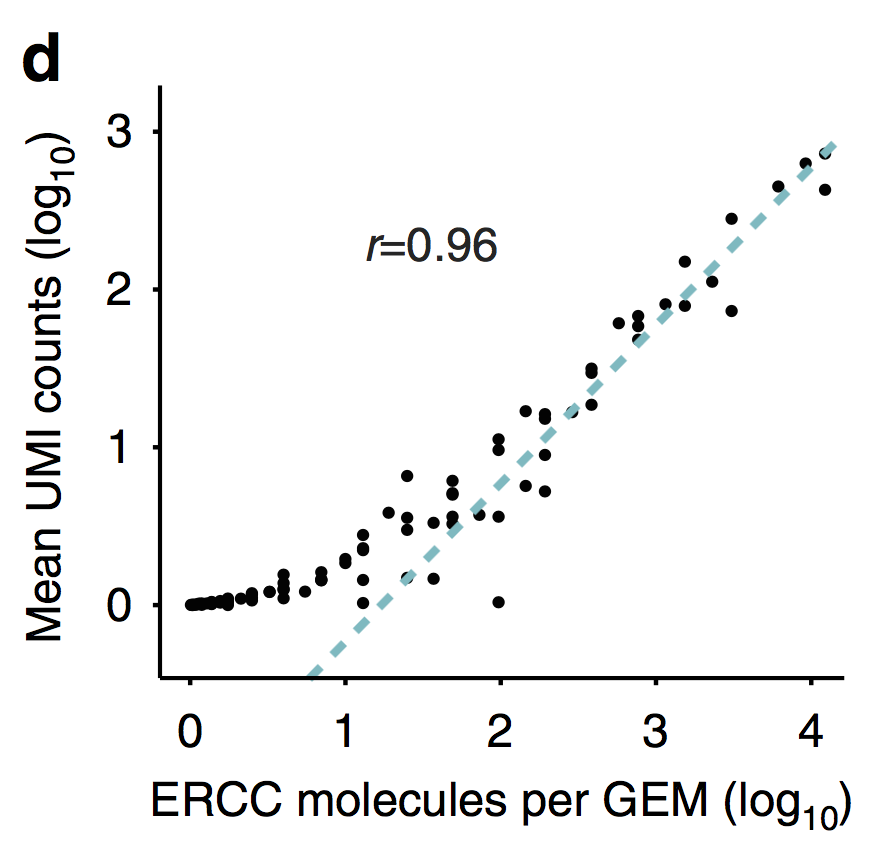 d
3
2
1
0
Mean UMI counts (log10)
r=0.96
0 1 2 3 4
ERCC molecules per GEM (log10)